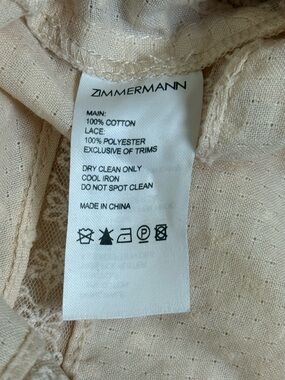 ZIMMERMANN
MAIN:
100% COTTON
LACE:
100% POLYESTER
EXCLUSIVE OF TRIMS
DRY CLEAN ONLY
COOL IRON
DO NOT SPOT CLEAN
MADE IN CHINA